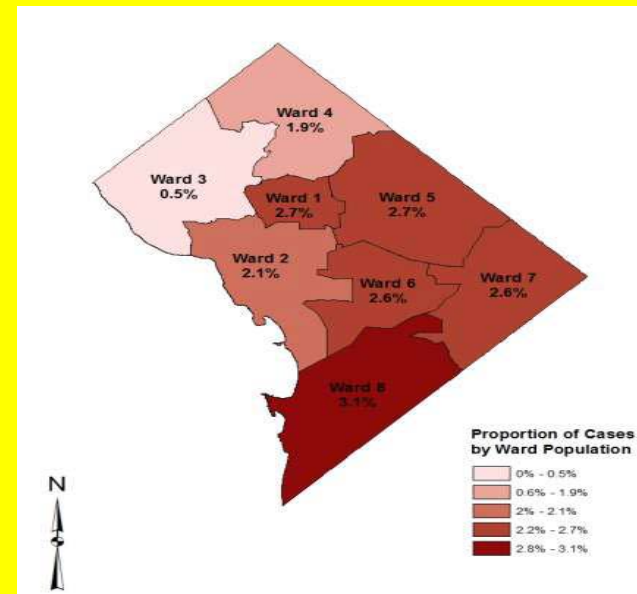 Ward 4
1.9%
Ward 3
0.5%
Ward 1
2.7%
Ward 5
2.7%
Ward 2
2.1%
Ward 6
2.6%
Ward 7
2.6%
Ward 8
3.1%
Proportion of Cases
by Ward Population
0% - 0.5%
0.6% - 1.9%
2% - 2.1%
2.2% - 2.7%
2.8% - 3.1%
N